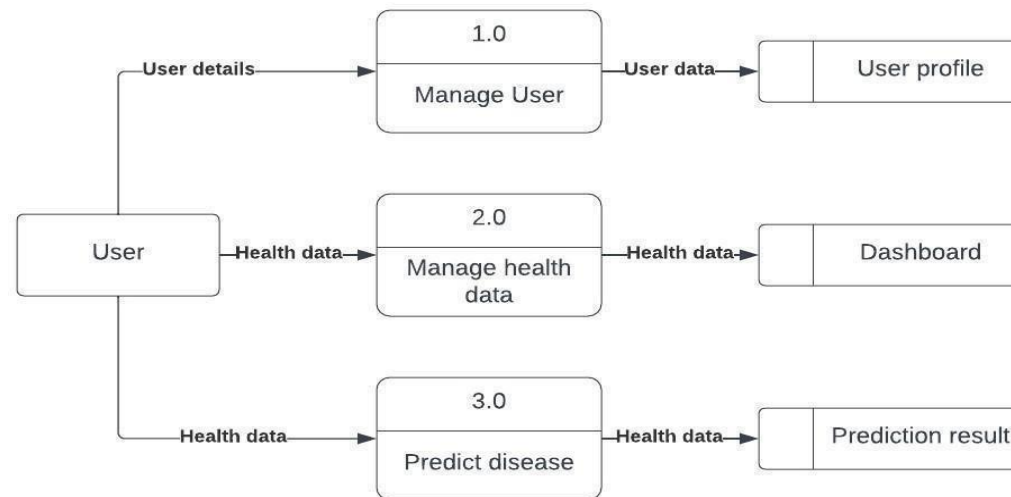 1.0
User details
Manage User
User data
User profile
User
Health data
2.0
Manage health
data
Health data
Dashboard
Health data
3.0
Predict disease
Health data
Prediction result